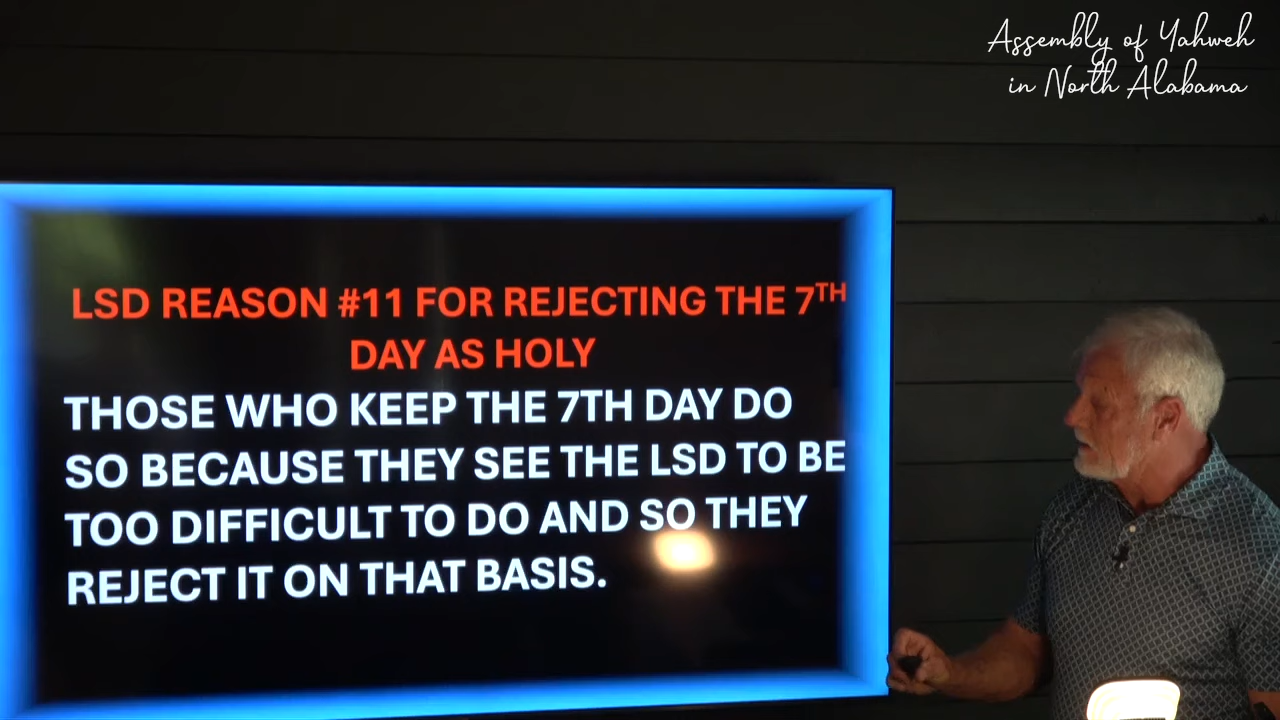 Assembly of Yahweh
in North Alabama
LSD REASON #11 FOR REJECTING THE 7TH
DAY AS HOLY
THOSE WHO KEEP THE 7TH DAY DO
SO BECAUSE THEY SEE THE LSD TO BE
TOO DIFFICULT TO DO AND SO THEY
REJECT IT ON THAT BASIS.